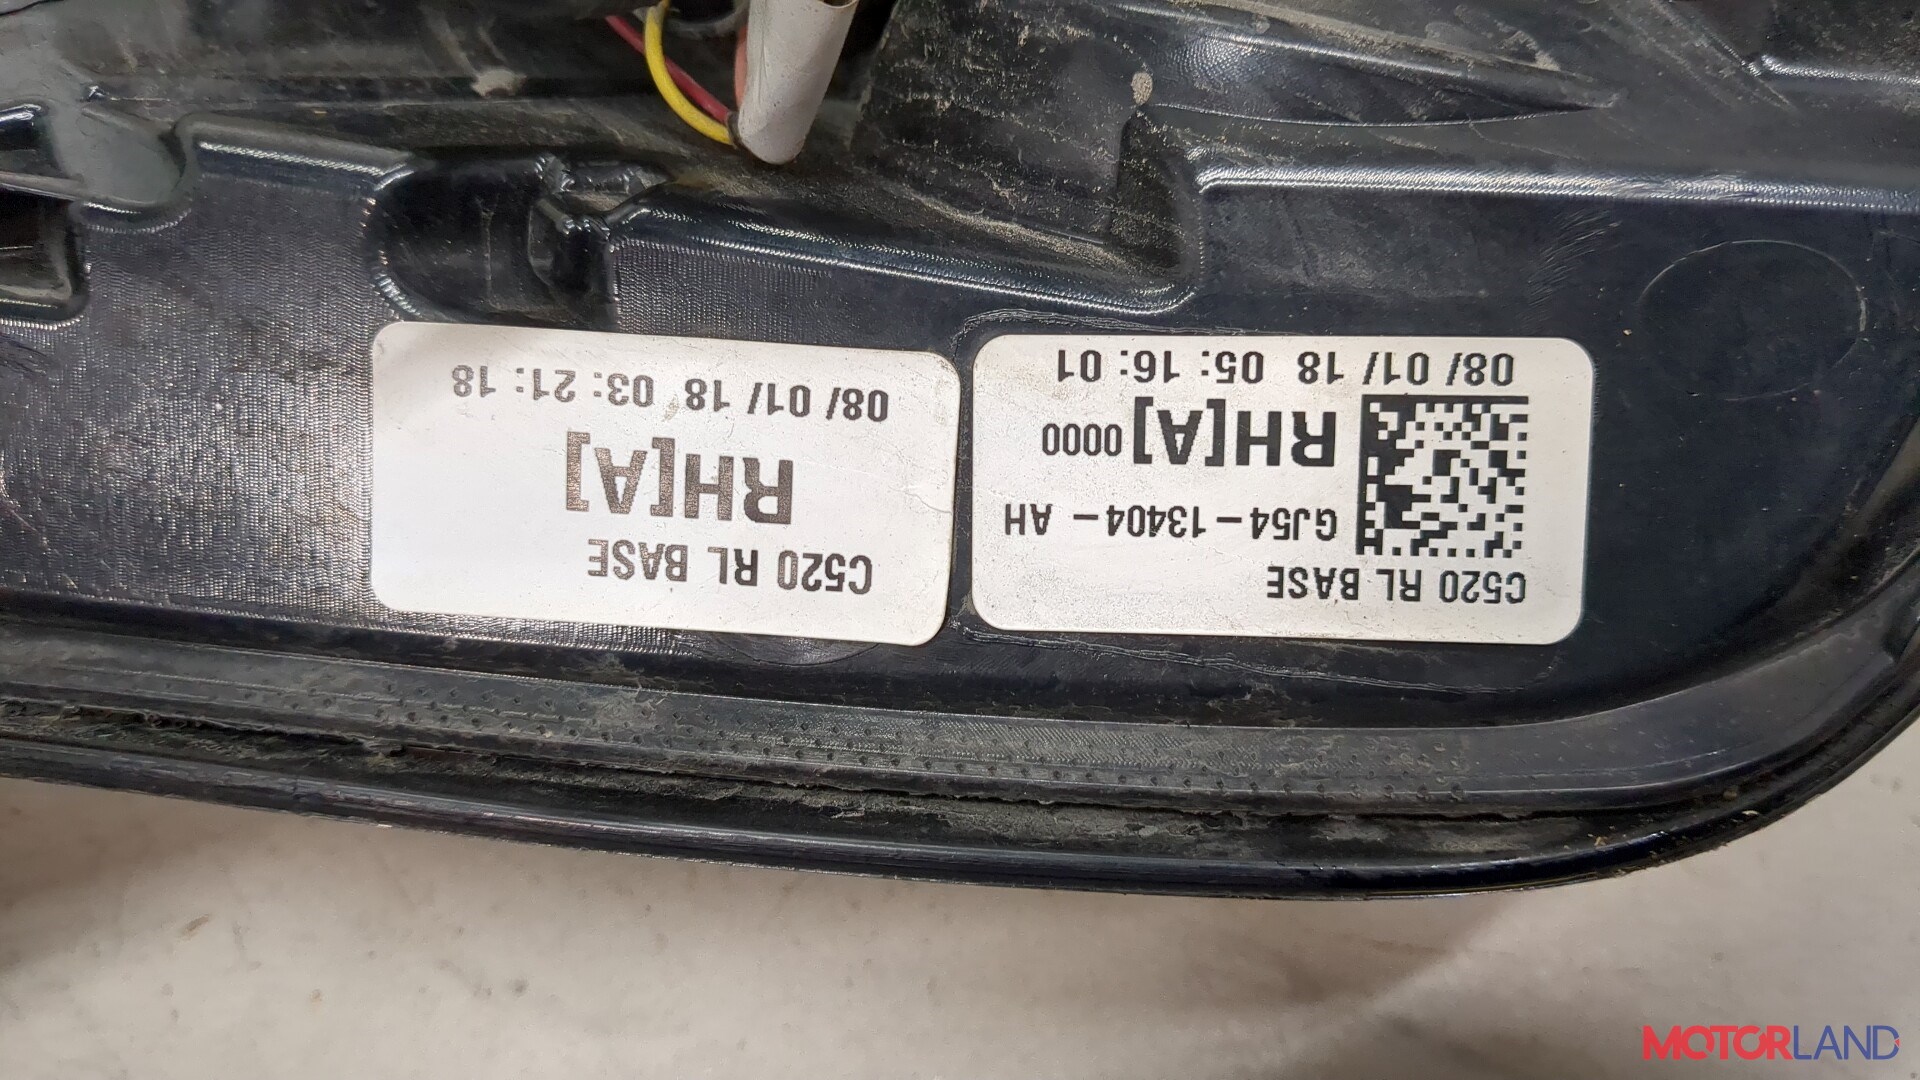 C520 RL BASE
GJ54-13404- AH
RH[A] 0000
08/ 01/ 18 05: 16: 01
C520 RL BASE
RH[A]
08/ 01/ 18 03: 21: 18
MOTORLAND